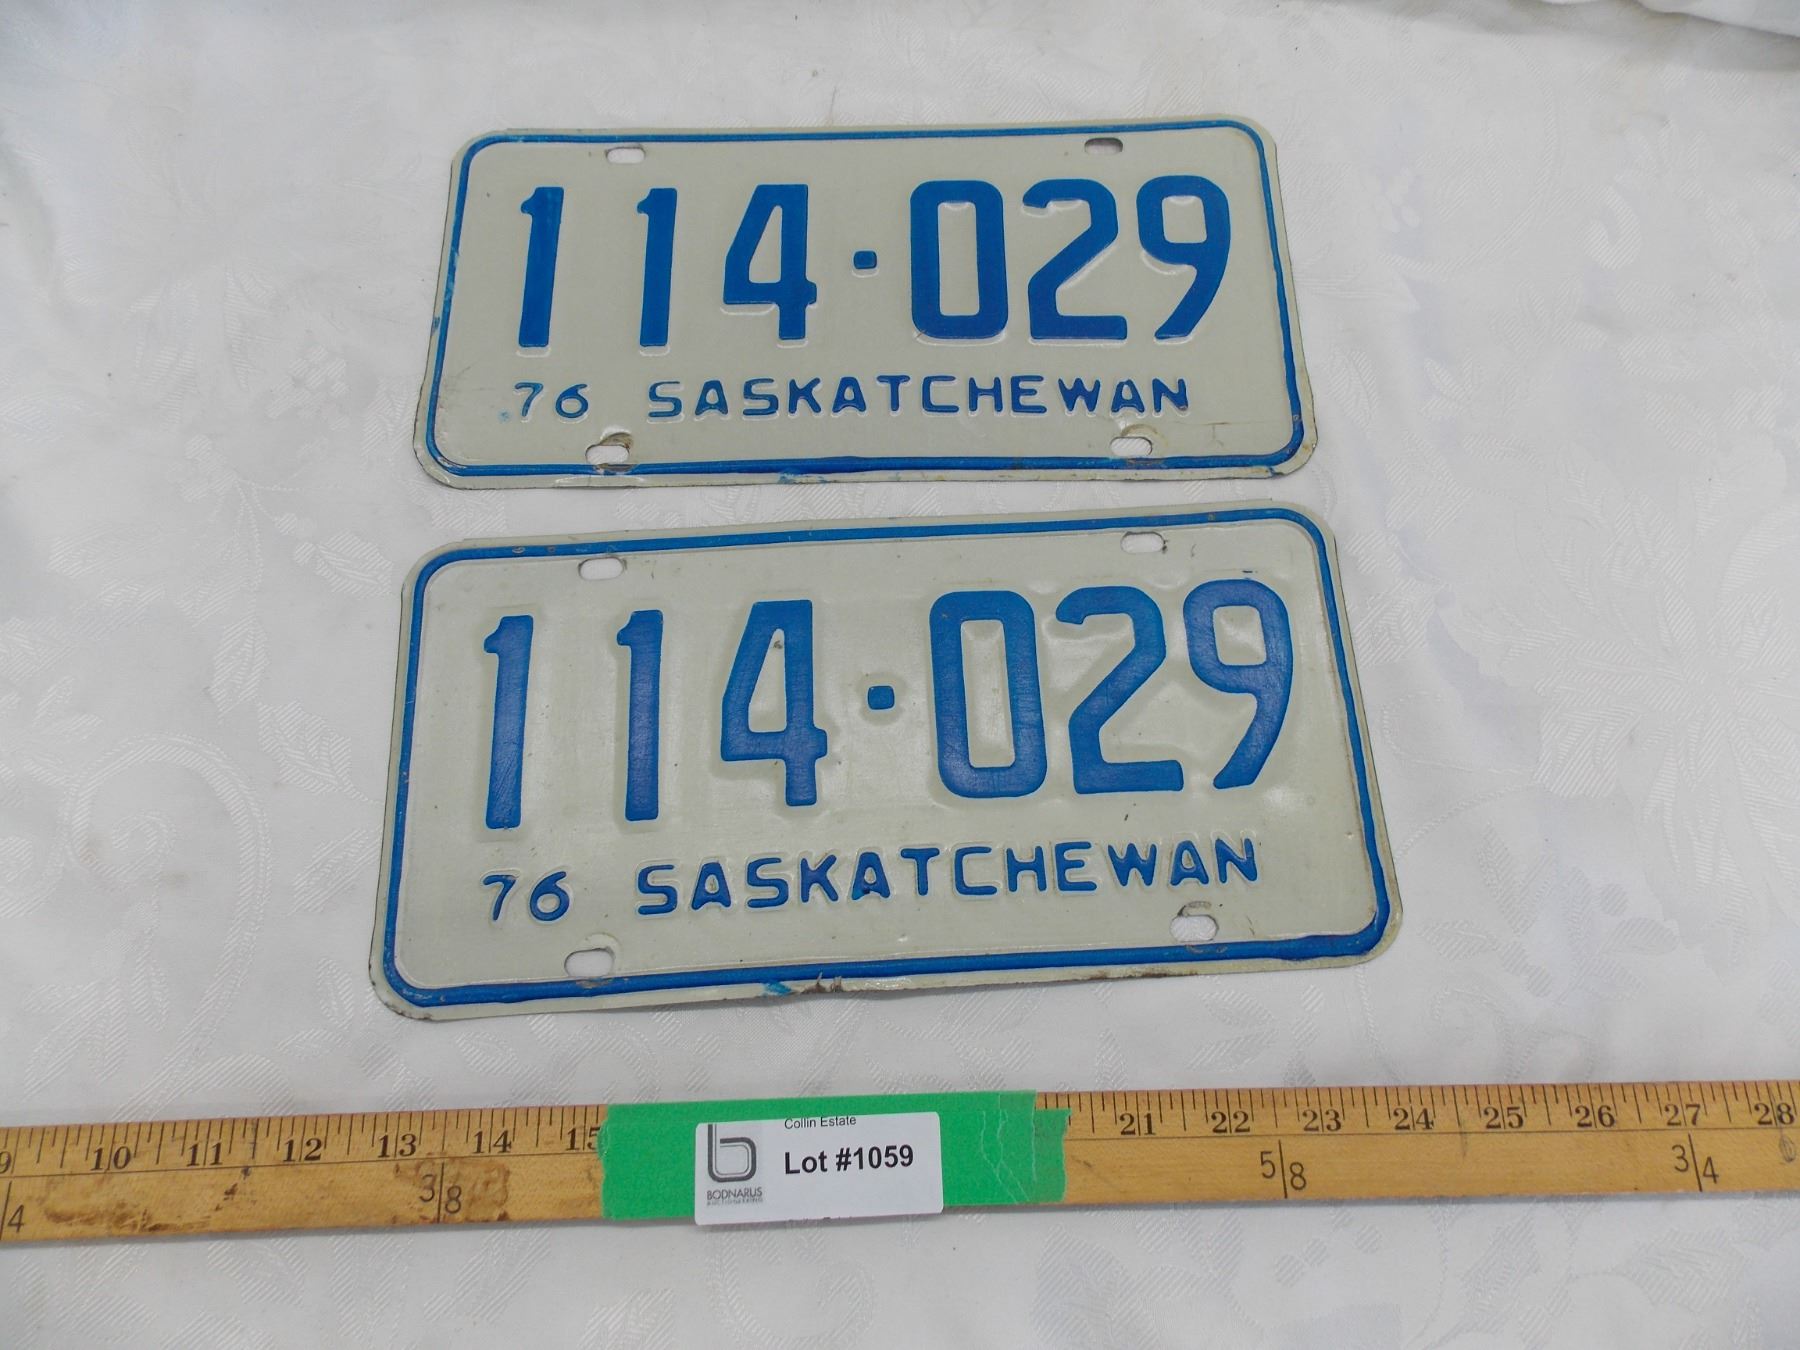 114·029
76 SASKATCHEWAN
114·029
76 SASKATCHEWAN
9 10 11 12 13 14 15 21 22 23 24 25 26 27 28
4 3|8 5|8 3|4
Collin Estate
Lot #1059
BODNARUS
AUCTIONEERING